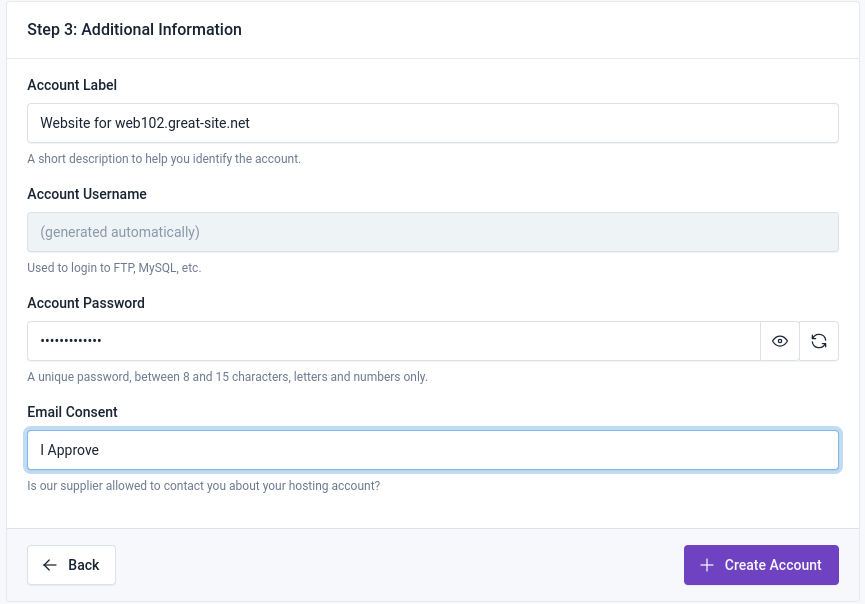 Step 3: Additional Information
Account Label
Website for web102.great-site.net
A short description to help you identify the account.
Account Username
(generated automatically)
Used to login to FTP, MySQL, etc.
Account Password
•••••••••••••
A unique password, between 8 and 15 characters, letters and numbers only.
Email Consent
I Approve
Is our supplier allowed to contact you about your hosting account?
Back
Create Account